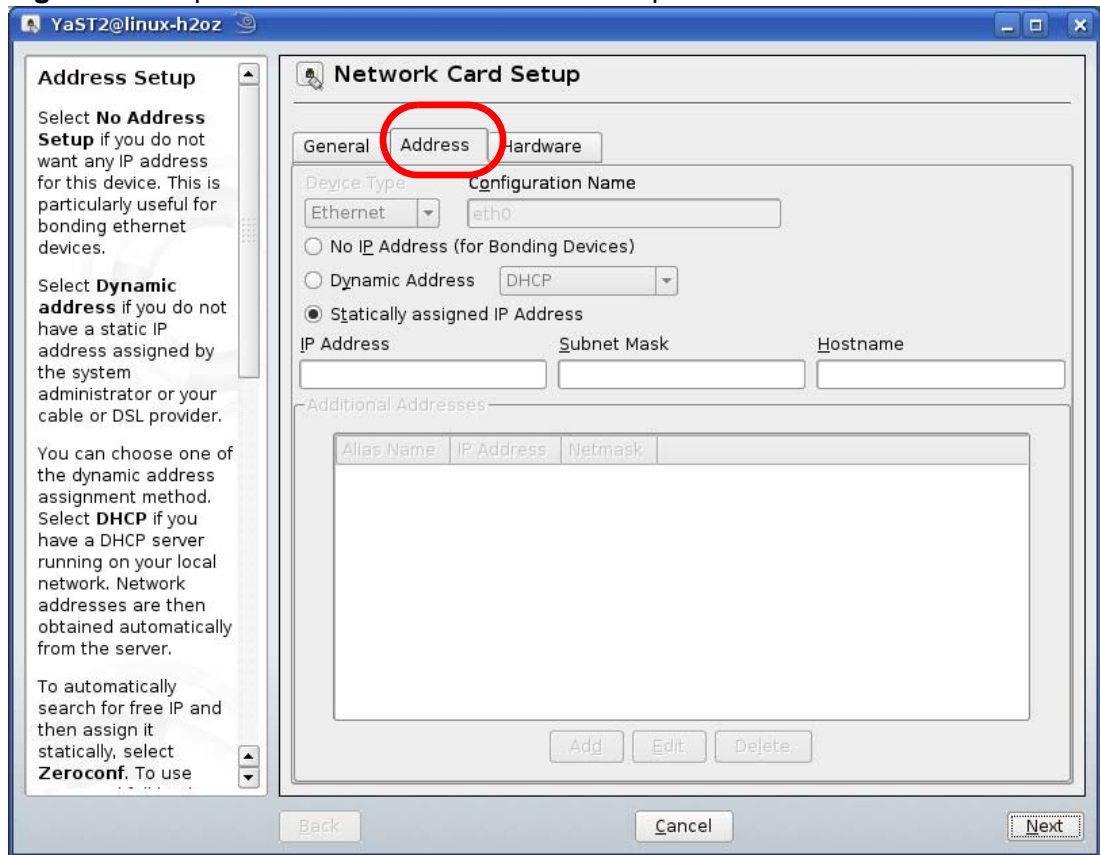 YaST2@linux-h2oz
Address Setup
Select No Address
Setup if you do not
want any IP address
for this device. This is
particularly useful for
bonding ethernet
devices.
Select Dynamic
address if you do not
have a static IP
address assigned by
the system
administrator or your
cable or DSL provider.
You can choose one of
the dynamic address
assignment method.
Select DHCP if you
have a DHCP server
running on your local
network. Network
addresses are then
obtained automatically
from the server.
To automatically
search for free IP and
then assign it
statically, select
Zeroconf. To use
Network Card Setup
General Address Hardware
Device Type Configuration Name
Ethernet eth0
No IP Address (for Bonding Devices)
Dynamic Address DHCP
Statically assigned IP Address
IP Address Subnet Mask Hostname
Additional Addresses
Alias Name IP Address Netmask
Add Edit Delete
Back Cancel Next